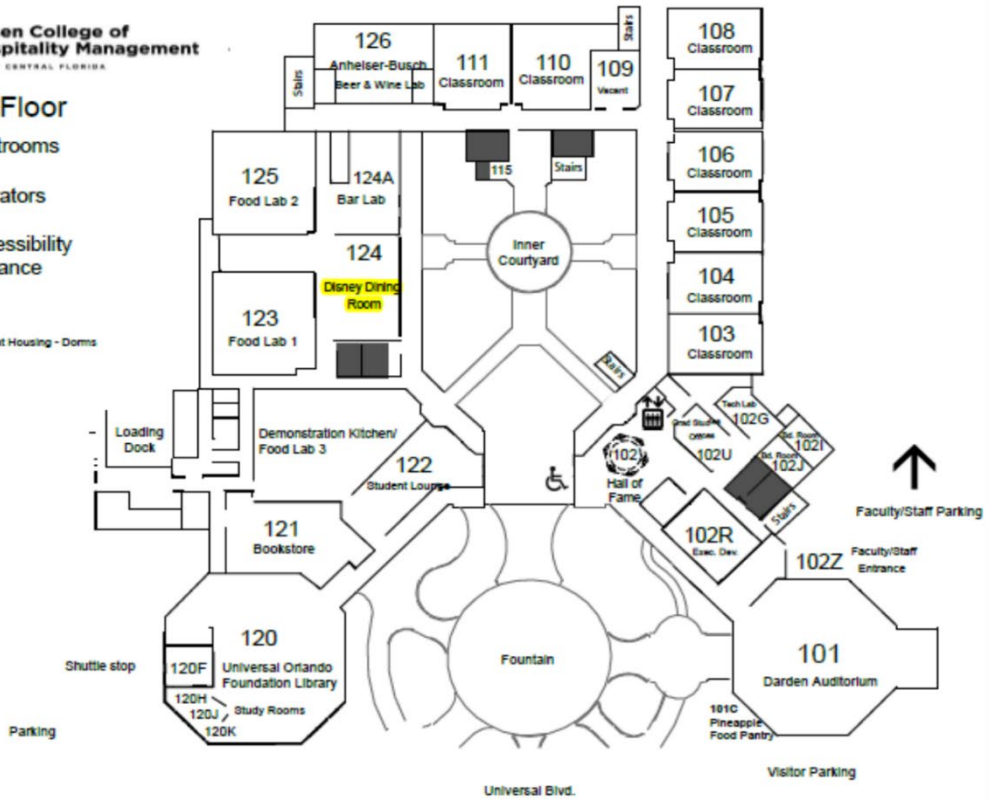 en College of
spitality Management
CENTRAL FLORIDA
Floor
trooms
ators
essibility
ance
t Housing - Dorms
Stairs
126
Anheiser-Busch
Beer & Wine Lab
111
Classroom
110
Classroom
109
Vacant
Stairs
108
Classroom
107
Classroom
106
Classroom
105
Classroom
104
Classroom
103
Classroom
125
Food Lab 2
124A
Bar Lab
124
Disney Dining
Room
123
Food Lab 1
115
Stairs
Inner
Courtyard
Stairs
Loading
Dock
Demonstration Kitchen/
Food Lab 3
122
Student Lounge
121
Bookstore
102
Hall of
Fame
Tech Lab
102G
Grad Studies
Offices
102U
Bd. Room
102I
Bd. Room
102J
Stairs
102R
Exec. Dev.
102Z
Faculty/Staff
Entrance
Faculty/Staff Parking
120
Universal Orlando
Foundation Library
120F
120H
120J
120K
Study Rooms
Shuttle stop
Parking
Fountain
101
Darden Auditorium
101C
Pineapple
Food Pantry
Visitor Parking
Universal Blvd.